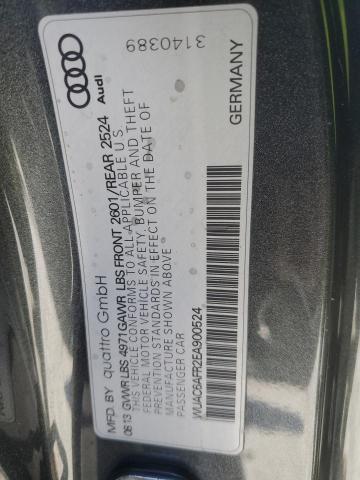 MFD. BY quattro GmbH
06 13 GVWR LBS 4971 GAWR LBS FRONT 2601/REAR 2524
THIS CAR CONFORMS TO ALL APPLICABLE U S
FEDERAL MOTOR VEHICLE SAFETY, BUMPER AND THEFT
PREVENTION STANDARDS IN EFFECT ON THE DATE OF
MANUFACTURE SHOWN ABOVE
PASSENGER CAR
WUAC6AFR2EA900524
Audi
3140389
GERMANY